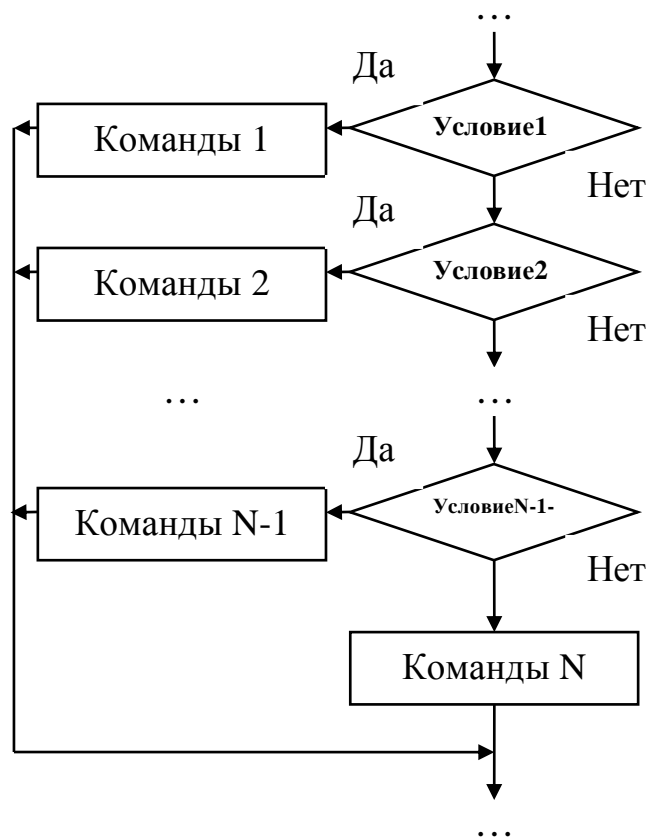 …
Да
Команды 1
Условие1
Нет
Да
Команды 2
Условие2
Нет
…
…
Да
Команды N-1
УсловиеN-1-
Нет
Команды N
…